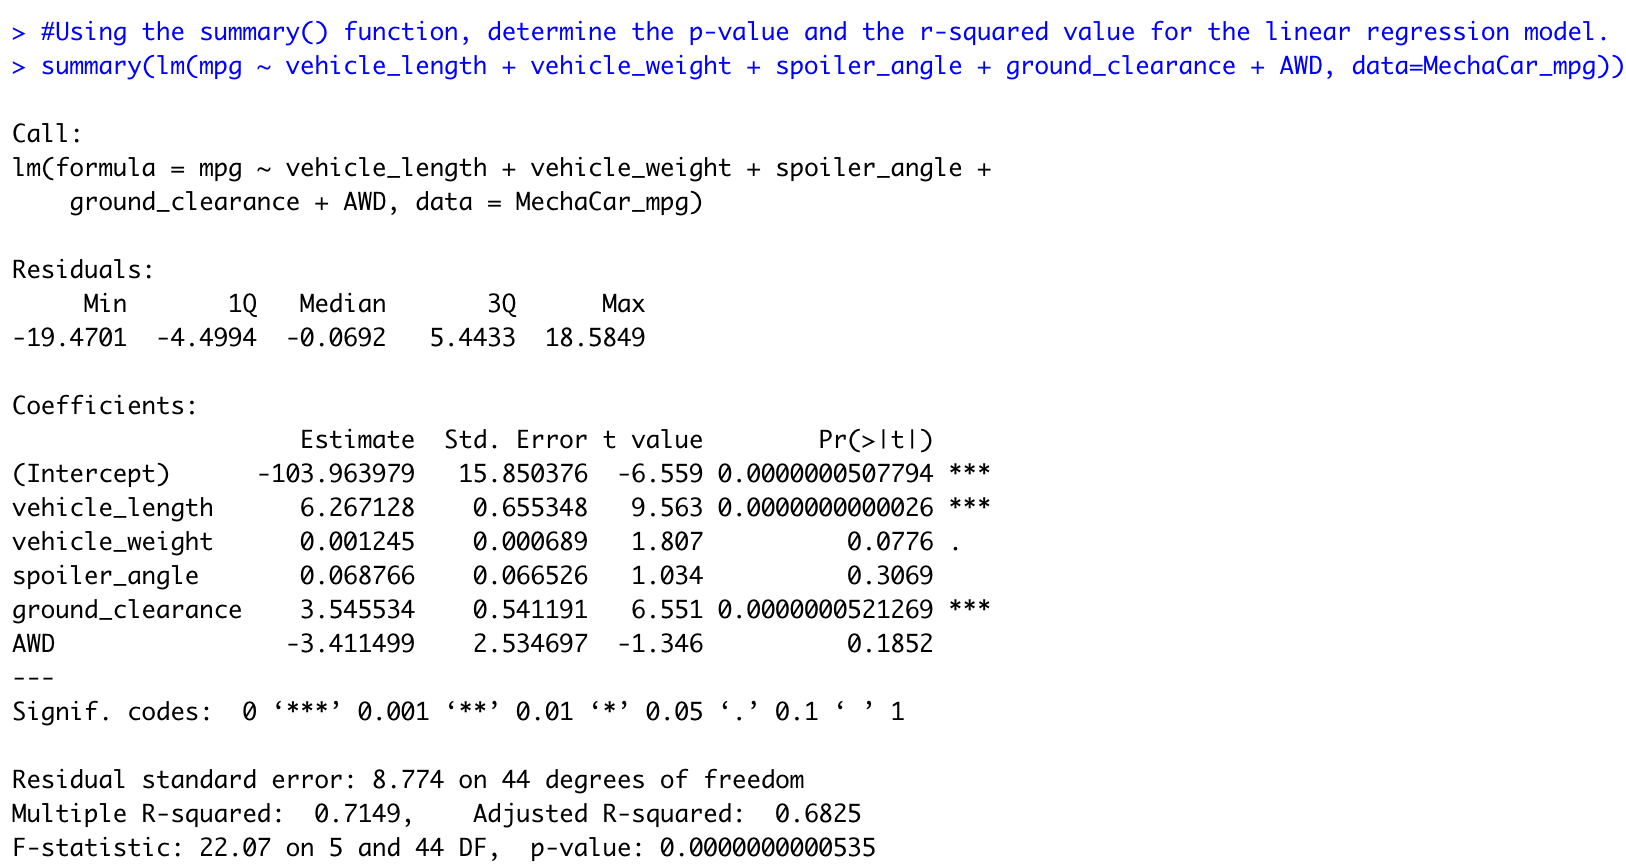 > #Using the summary() function, determine the p-value and the r-squared value for the linear regression model.
> summary(lm(mpg ~ vehicle_length + vehicle_weight + spoiler_angle + ground_clearance + AWD, data=MechaCar_mpg))
Call:
lm(formula = mpg ~ vehicle_length + vehicle_weight + spoiler_angle +
    ground_clearance + AWD, data = MechaCar_mpg)
Residuals:
     Min       1Q   Median       3Q      Max
-19.4701  -4.4994  -0.0692   5.4433  18.5849
Coefficients:
                    Estimate  Std. Error t value        Pr(>|t|)
(Intercept)      -103.963979   15.850376  -6.559 0.0000000507794 ***
vehicle_length      6.267128    0.655348   9.563 0.0000000000026 ***
vehicle_weight      0.001245    0.000689   1.807          0.0776 .
spoiler_angle       0.068766    0.066526   1.034          0.3069
ground_clearance    3.545534    0.541191   6.551 0.0000000521269 ***
AWD                -3.411499    2.534697  -1.346          0.1852
---
Signif. codes:  0 ‘***’ 0.001 ‘**’ 0.01 ‘*’ 0.05 ‘.’ 0.1 ‘ ’ 1
Residual standard error: 8.774 on 44 degrees of freedom
Multiple R-squared:  0.7149,    Adjusted R-squared:  0.6825
F-statistic: 22.07 on 5 and 44 DF,  p-value: 0.0000000000535